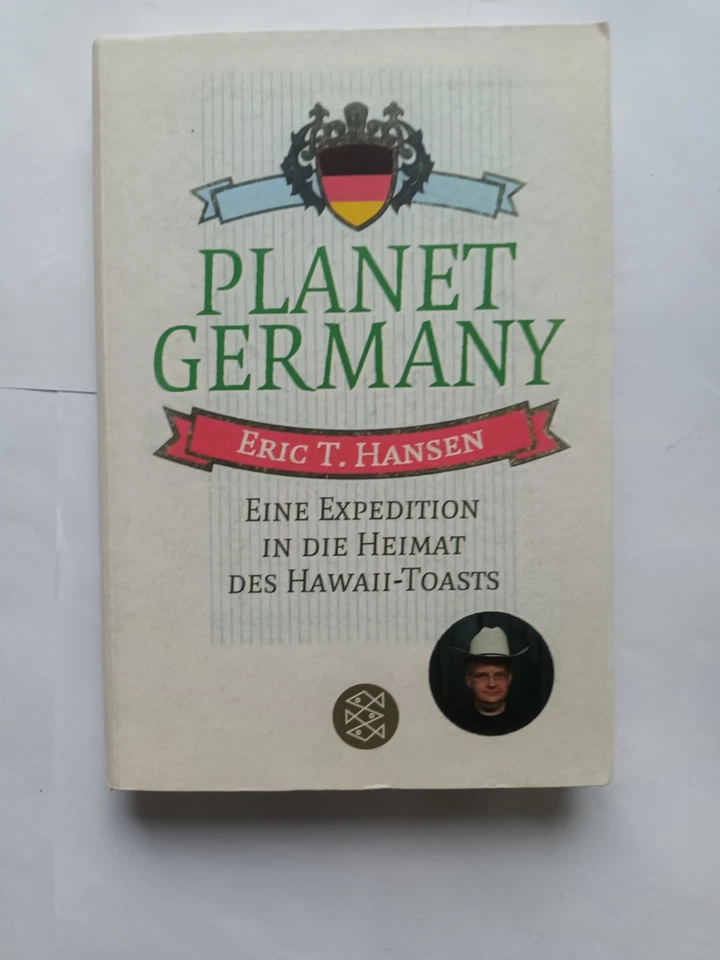 PLANET
GERMANY
ERIC T. HANSEN
EINE EXPEDITION
IN DIE HEIMAT
DES HAWAII-TOASTS